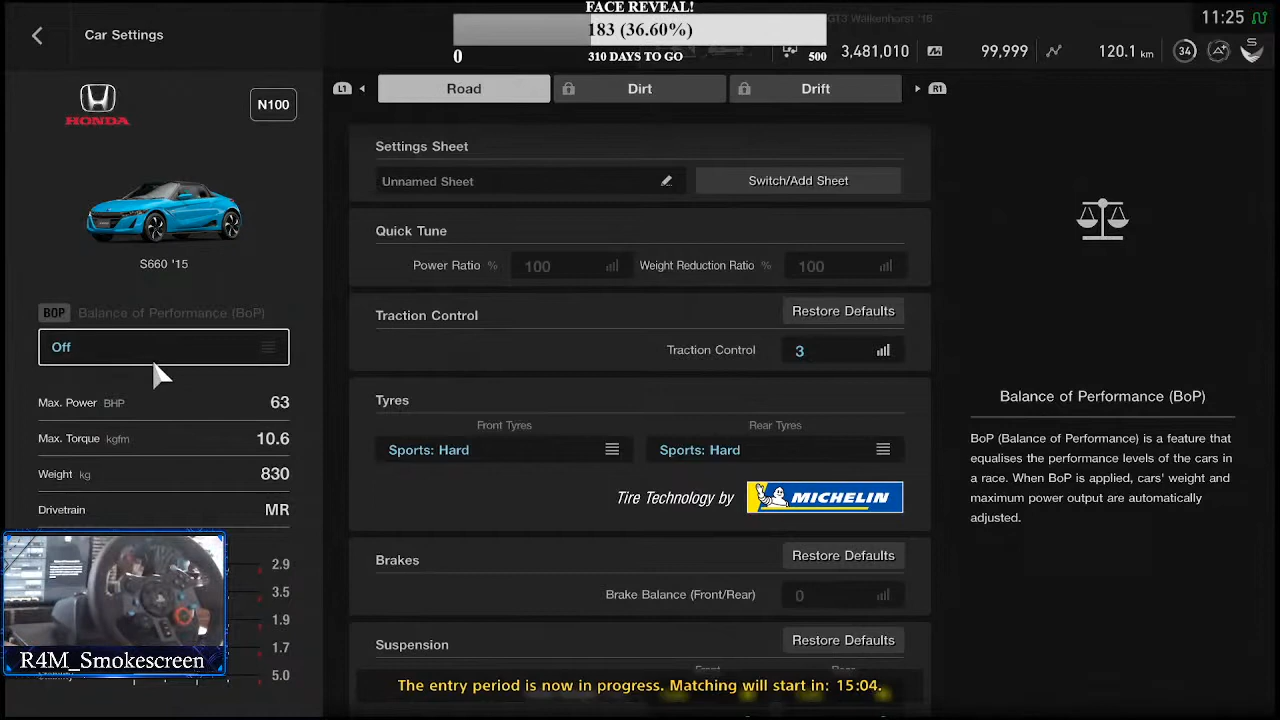 FACE REVEAL!
183 (36.60%)
0
310 DAYS TO GO
500
GT3 Walkenhorst '16
11:25
Car Settings
3,481,010
99,999
120.1 km
34
S
HONDA
N100
L1
Road
Dirt
Drift
R1
S660 '15
BOP Balance of Performance (BoP)
Off
Max. Power BHP 63
Max. Torque kgfm 10.6
Weight kg 830
Drivetrain MR
2.9
3.5
1.9
1.7
5.0
R4M_Smokescreen
Settings Sheet
Unnamed Sheet
Switch/Add Sheet
Quick Tune
Power Ratio % 100
Weight Reduction Ratio % 100
Traction Control
Restore Defaults
Traction Control 3
Tyres
Front Tyres
Rear Tyres
Sports: Hard
Sports: Hard
Tire Technology by MICHELIN
Brakes
Restore Defaults
Brake Balance (Front/Rear) 0
Suspension
Restore Defaults
Front
Rear
The entry period is now in progress. Matching will start in: 15:04.
Balance of Performance (BoP)
BoP (Balance of Performance) is a feature that
equalises the performance levels of the cars in
a race. When BoP is applied, cars' weight and
maximum power output are automatically
adjusted.